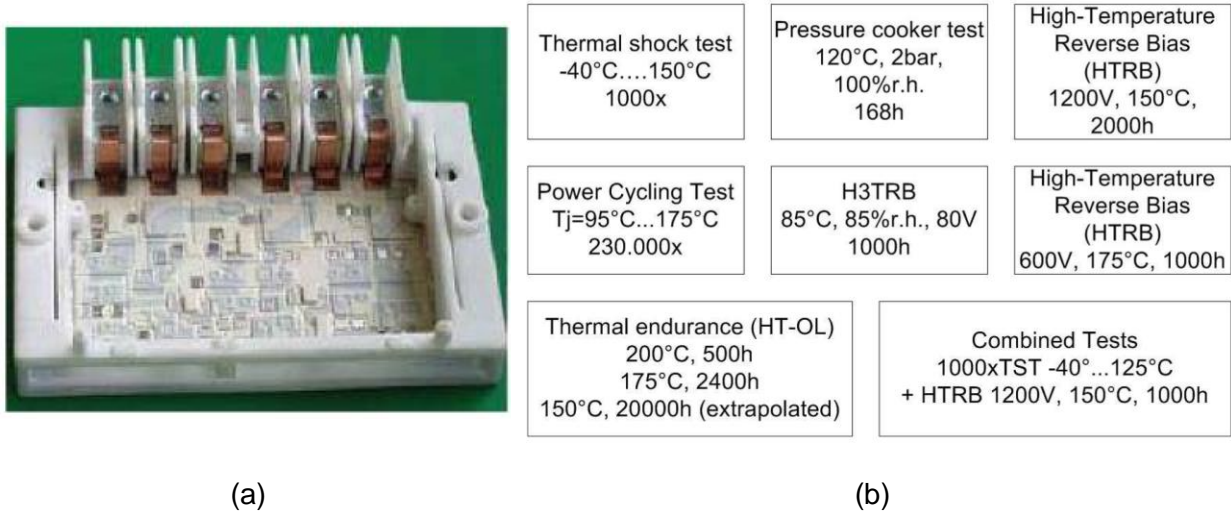 Thermal shock test
-40°C....150°C
1000x
Pressure cooker test
120°C, 2bar,
100%r.h.
168h
High-Temperature
Reverse Bias
(HTRB)
1200V, 150°C,
2000h
Power Cycling Test
Tj=95°C...175°C
230.000x
H3TRB
85°C, 85%r.h., 80V
1000h
High-Temperature
Reverse Bias
(HTRB)
600V, 175°C, 1000h
Thermal endurance (HT-OL)
200°C, 500h
175°C, 2400h
150°C, 20000h (extrapolated)
Combined Tests
1000xTST -40°...125°C
+ HTRB 1200V, 150°C, 1000h
(a)
(b)